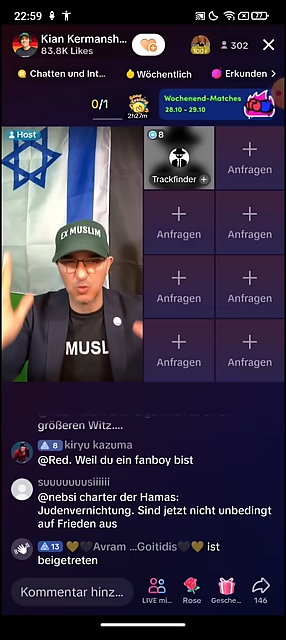 22:59
77
Kian Kermansh...
83.8K Likes
100+
302
Chatten und Int...
Wöchentlich
Erkunden
0/1
2h27m
Wochenend-Matches
28.10 - 29.10
Host
8
EX MUSLIM
MUSL
Trackfinder +
Anfragen
Anfragen
Anfragen
Anfragen
Anfragen
Anfragen
Anfragen
größeren Witz....
8 kiryu kazuma
@Red. Weil du ein fanboy bist
suuuuuuusiiiiii
@nebsi charter der Hamas:
Judenvernichtung. Sind jetzt nicht unbedingt
auf Frieden aus
13 💛🖤Avram ...Goitidis🖤💛 ist
beigetreten
Kommentar hinz...
LIVE mi...
Rose
Gesche...
146